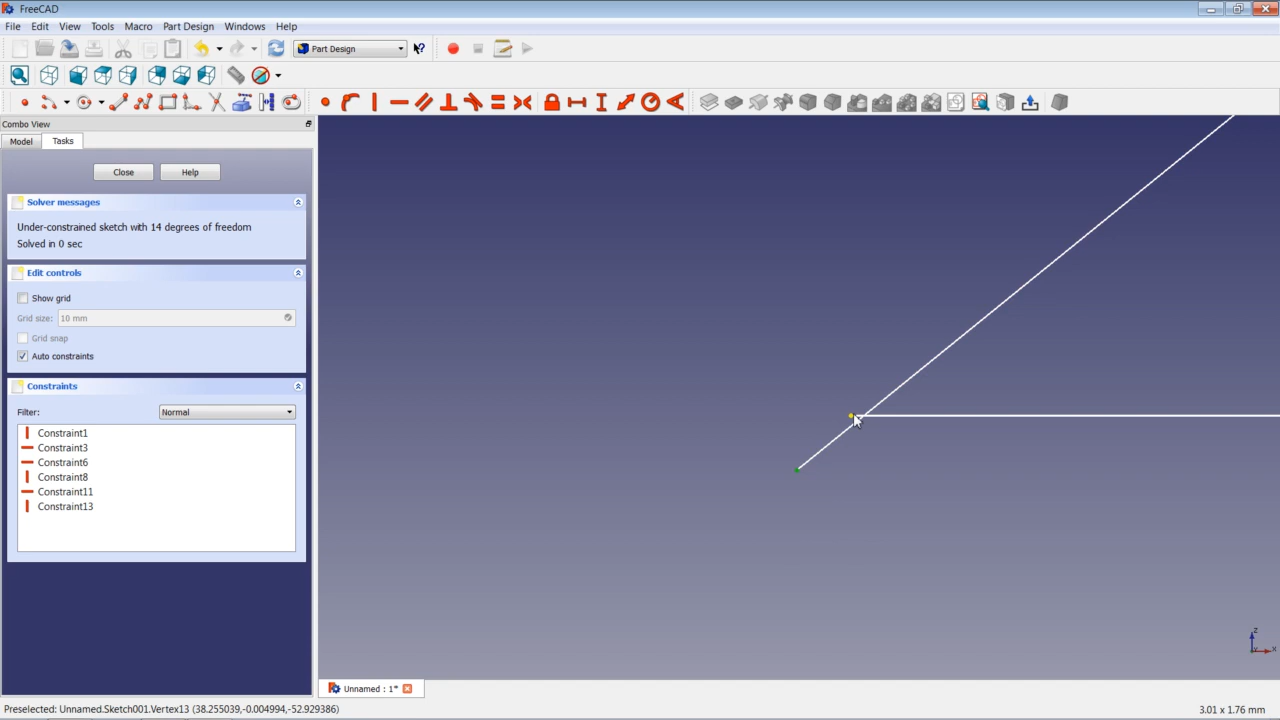 FreeCAD
File Edit View Tools Macro Part Design Windows Help
Part Design
Combo View
Model Tasks
Close Help
Solver messages
Under-constrained sketch with 14 degrees of freedom
Solved in 0 sec
Edit controls
Show grid
Grid size: 10 mm
Grid snap
Auto constraints
Constraints
Filter: Normal
Constraint1
Constraint3
Constraint6
Constraint8
Constraint11
Constraint13
Unnamed : 1*
Preselected: Unnamed.Sketch001.Vertex13 (38.255039,-0.004994,-52.929386)
3.01 x 1.76 mm